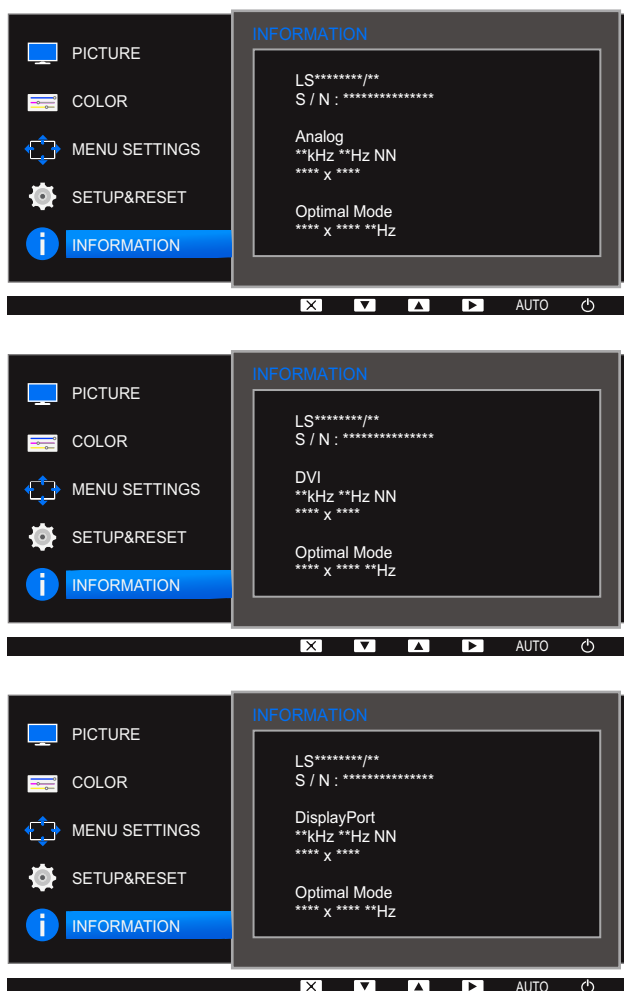 INFORMATION
PICTURE
COLOR
MENU SETTINGS
SETUP&RESET
INFORMATION
LS********/**
S / N : ***************
Analog
**kHz **Hz NN
**** x ****
Optimal Mode
**** x **** **Hz
AUTO
INFORMATION
PICTURE
COLOR
MENU SETTINGS
SETUP&RESET
INFORMATION
LS********/**
S / N : ***************
DVI
**kHz **Hz NN
**** x ****
Optimal Mode
**** x **** **Hz
AUTO
INFORMATION
PICTURE
COLOR
MENU SETTINGS
SETUP&RESET
INFORMATION
LS********/**
S / N : ***************
DisplayPort
**kHz **Hz NN
**** x ****
Optimal Mode
**** x **** **Hz
AUTO